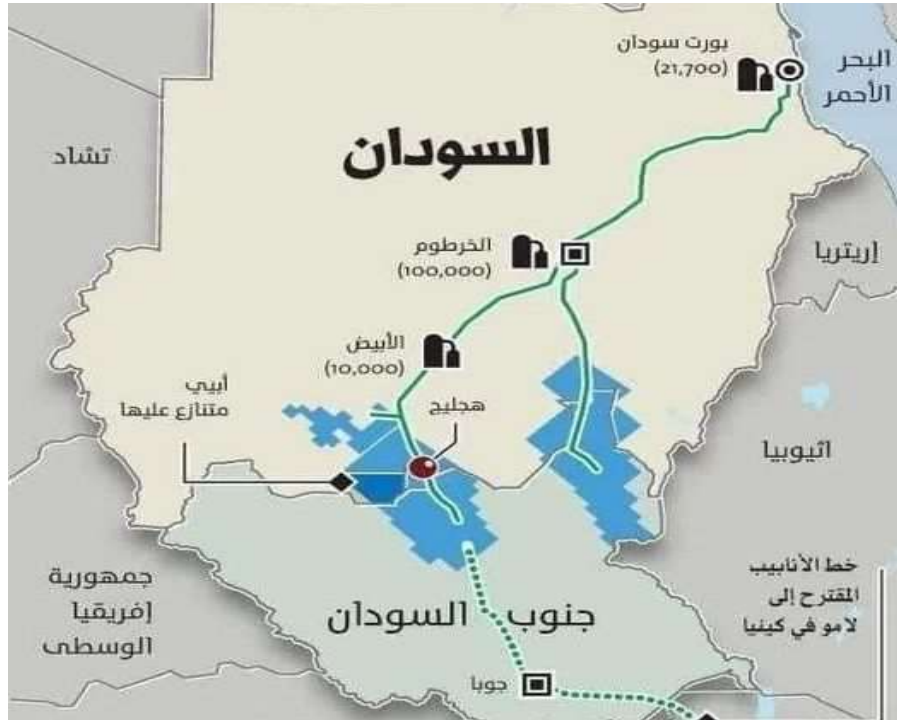 بورت سودان
(21,700)
البحر
الأحمر
السودان
تشاد
الخرطوم
(100,000)
إريتريا
الأبيض
(10,000)
أبيي
متنازع عليها
هجليج
اثيوبيا
خط الأنابيب
المقترح إلى
لامو في كينيا
جمهورية
إفريقيا
الوسطى
جنوب السودان
جوبا